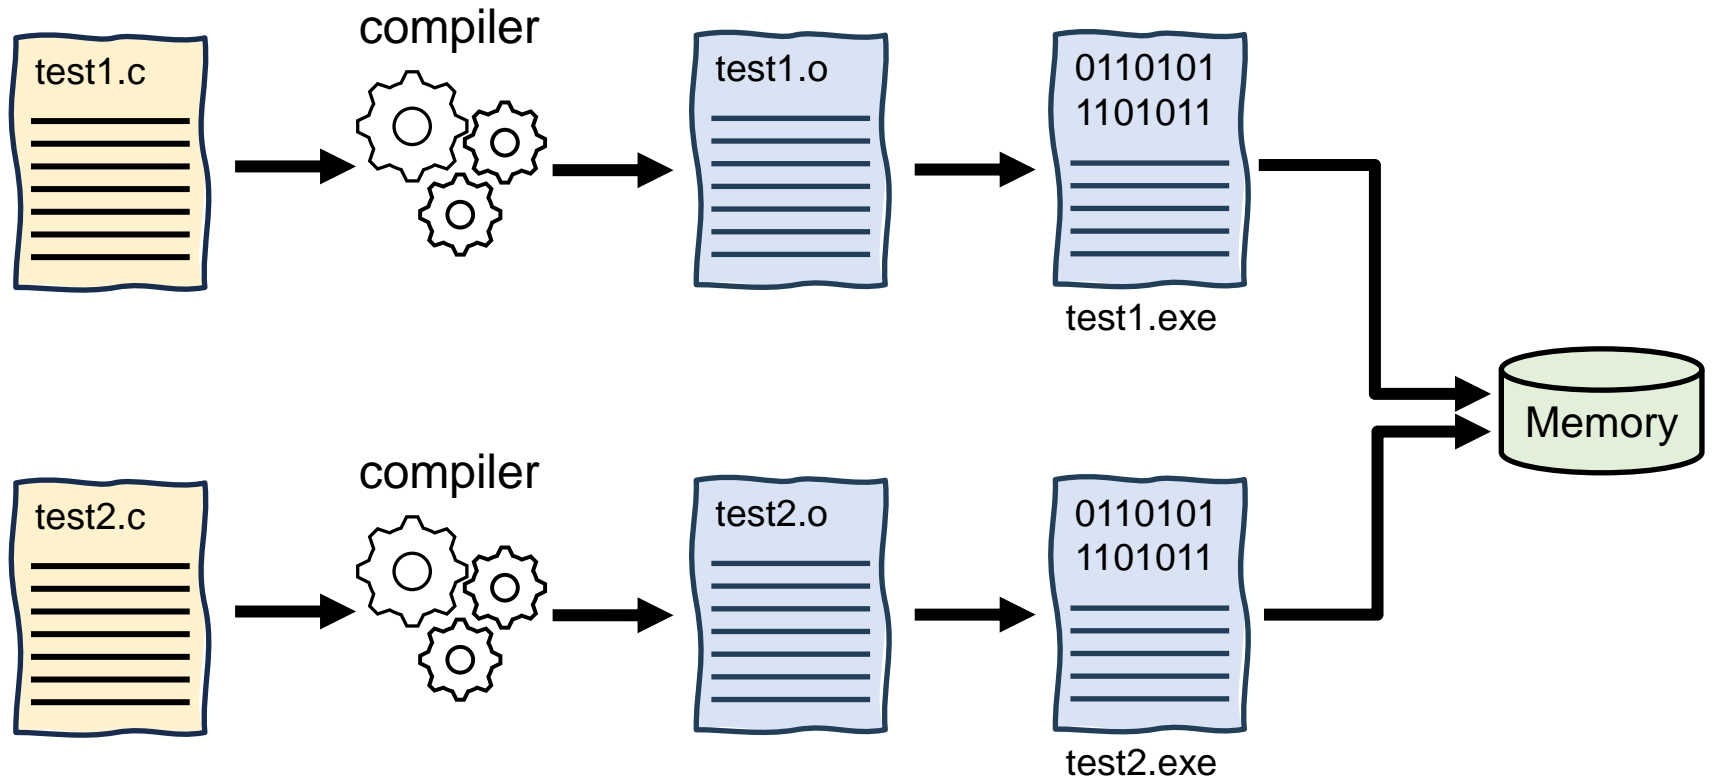 compiler
test1.c
test1.o
0110101
1101011
test1.exe
Memory
compiler
test2.c
test2.o
0110101
1101011
test2.exe